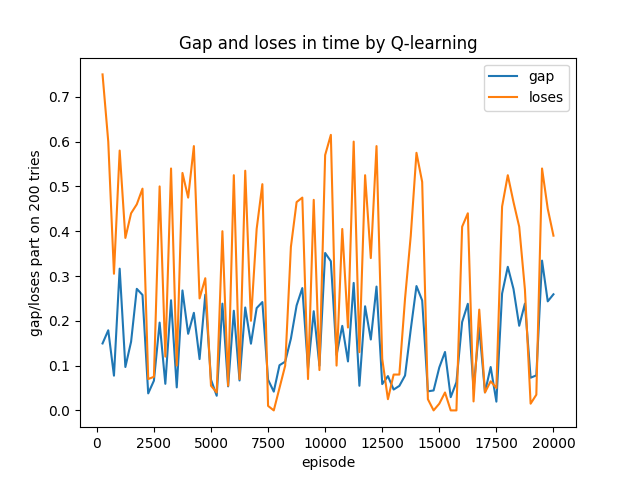 Gap and loses in time by Q-learning
gap
loses
gap/loses part on 200 tries
0.7
0.6
0.5
0.4
0.3
0.2
0.1
0.0
0 2500 5000 7500 10000 12500 15000 17500 20000
episode